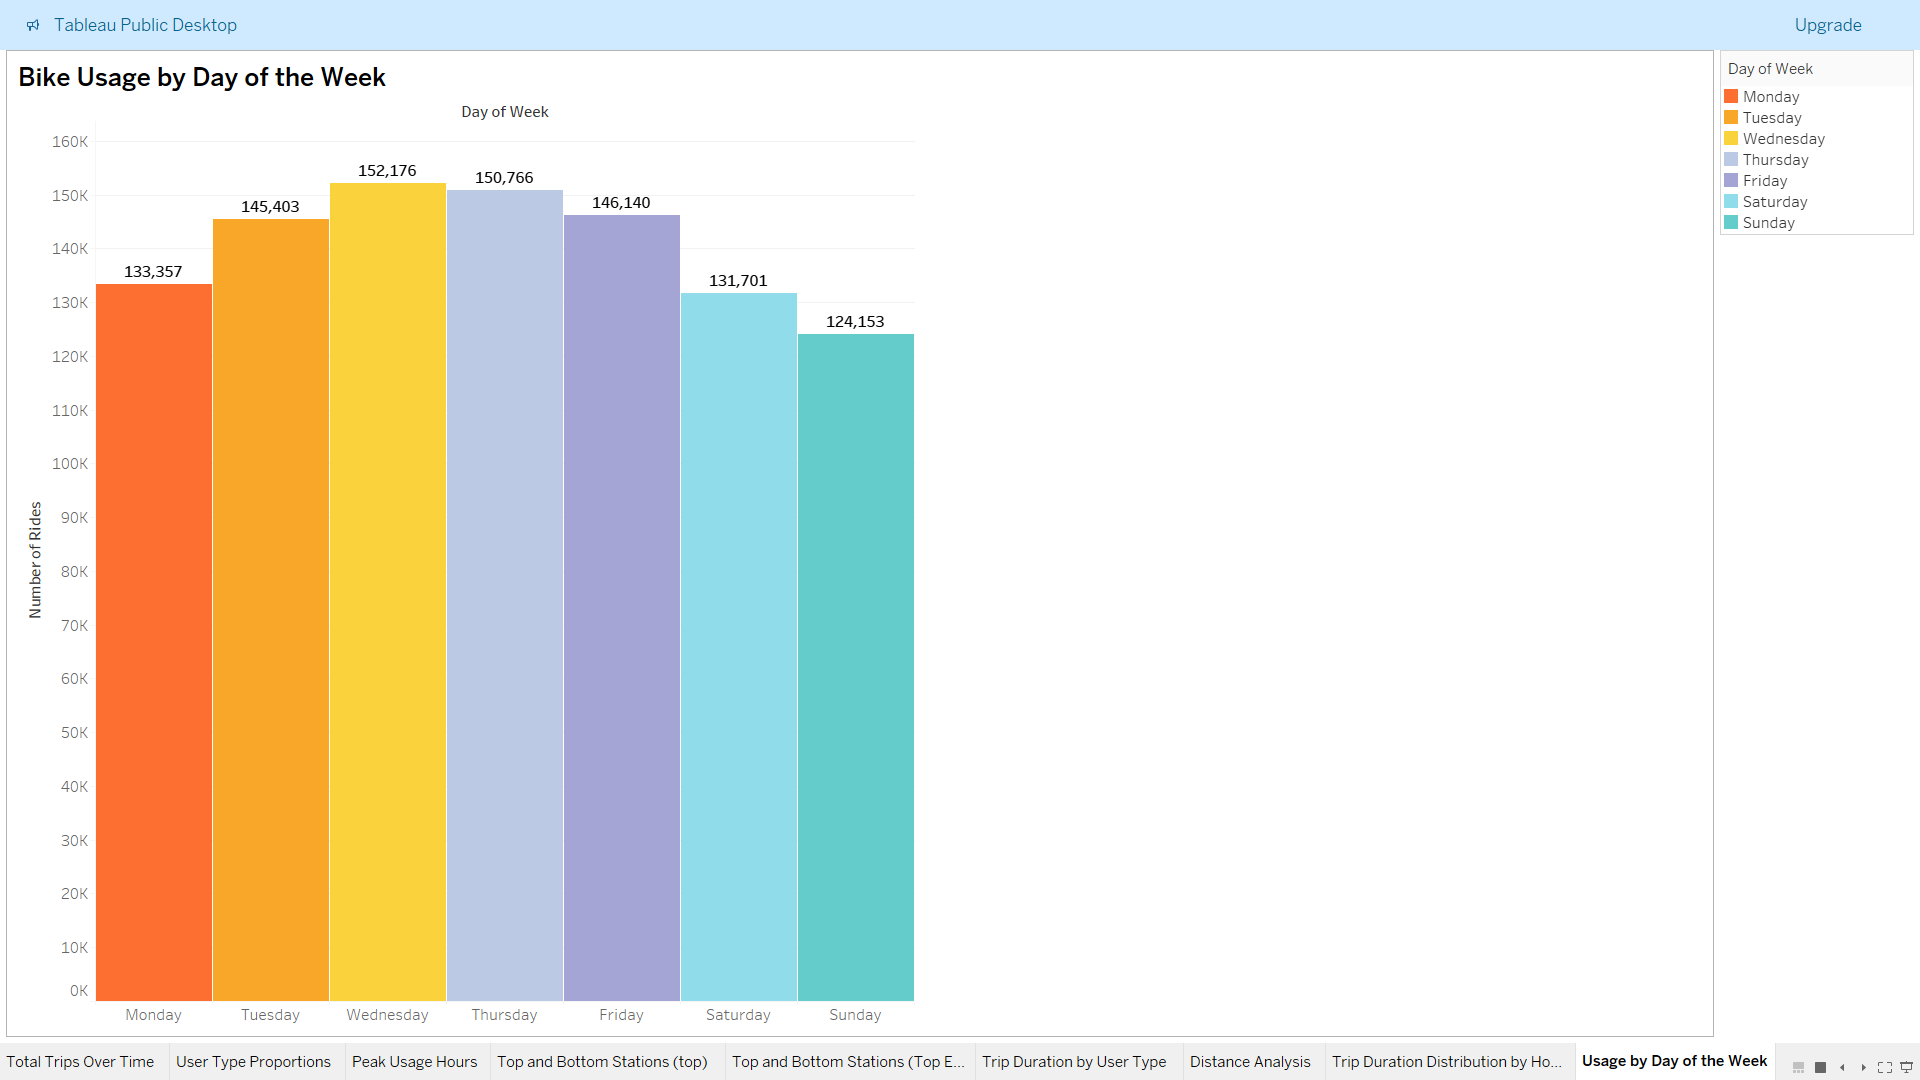 Tableau Public Desktop
Upgrade
Bike Usage by Day of the Week
Day of Week
160K
150K
140K
130K
120K
110K
100K
90K
80K
70K
60K
50K
40K
30K
20K
10K
0K
Number of Rides
133,357
145,403
152,176
150,766
146,140
131,701
124,153
Monday
Tuesday
Wednesday
Thursday
Friday
Saturday
Sunday
Day of Week
Monday
Tuesday
Wednesday
Thursday
Friday
Saturday
Sunday
Total Trips Over Time
User Type Proportions
Peak Usage Hours
Top and Bottom Stations (top)
Top and Bottom Stations (Top E...
Trip Duration by User Type
Distance Analysis
Trip Duration Distribution by Ho...
Usage by Day of the Week